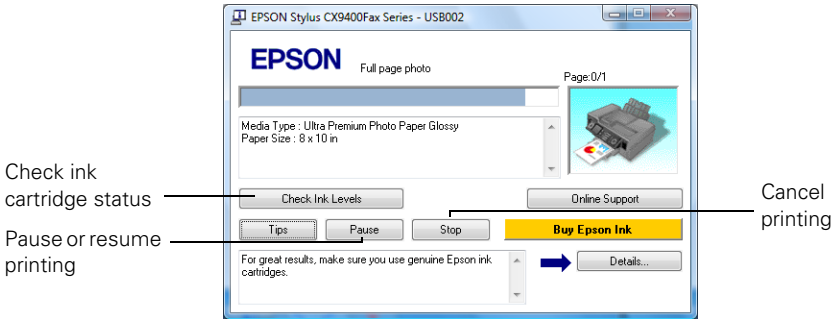 EPSON Stylus CX9400Fax Series - USB002
EPSON
Full page photo
Page:0/1
Media Type : Ultra Premium Photo Paper Glossy
Paper Size : 8 x 10 in
Check ink
cartridge status
Check Ink Levels
Online Support
Cancel
printing
Pause or resume
printing
Tips
Pause
Stop
Buy Epson Ink
For great results, make sure you use genuine Epson ink
cartridges.
Details...